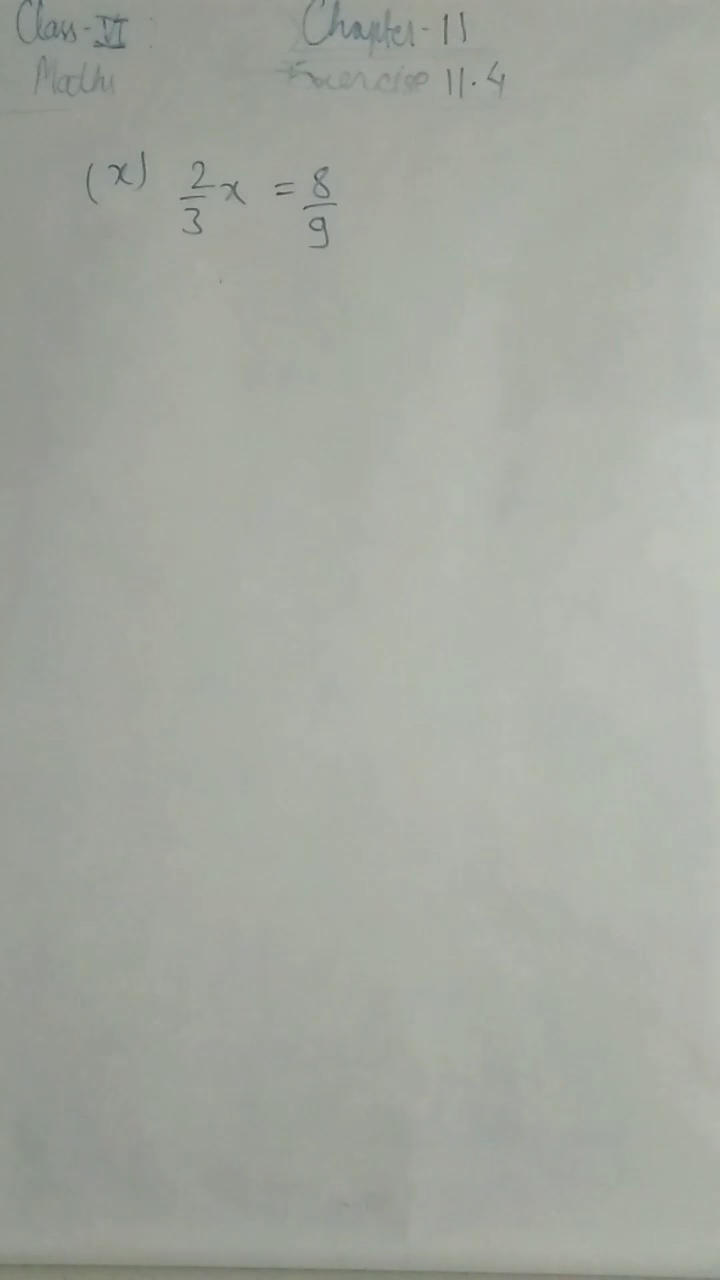 Class-VI : Chapter-11
Maths Exercise 11.4
(x) 2/3 x = 8/9